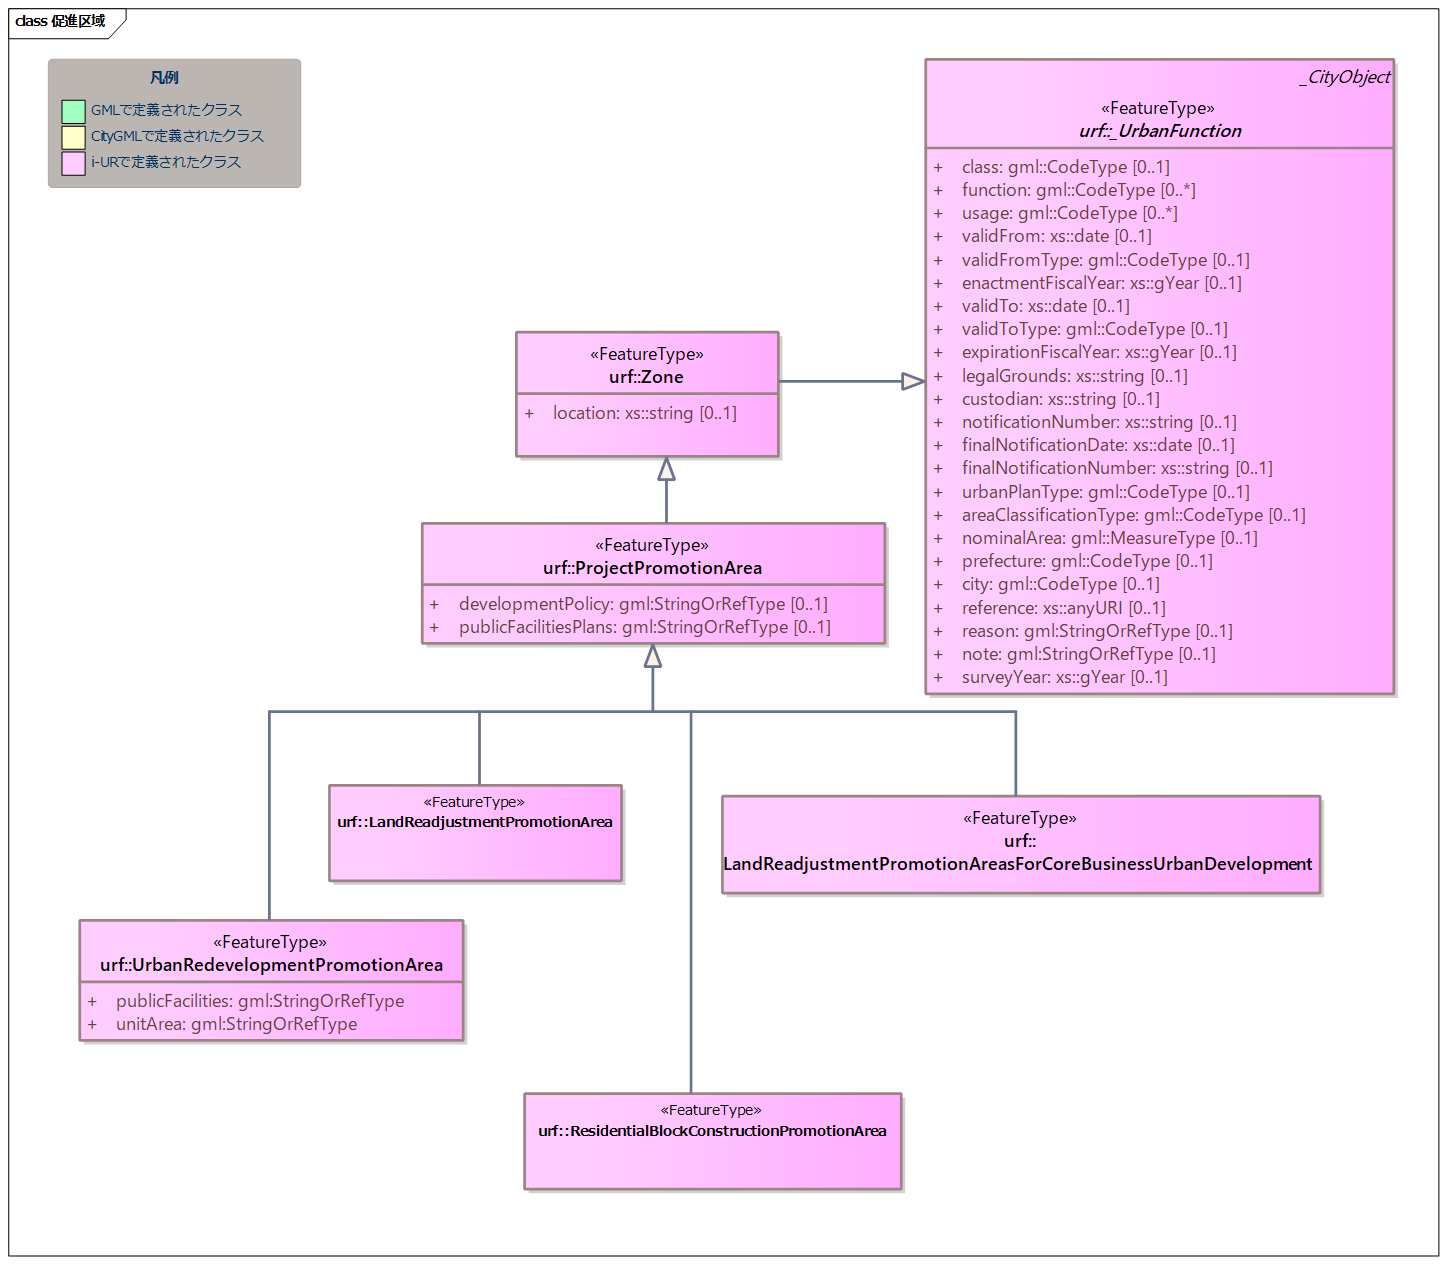 class 促進区域
凡例
GMLで定義されたクラス
CityGMLで定義されたクラス
i-URで定義されたクラス
_CityObject
«FeatureType»
urf::_UrbanFunction
+ class: gml::CodeType [0..1]
+ function: gml::CodeType [0..*]
+ usage: gml::CodeType [0..*]
+ validFrom: xs::date [0..1]
+ validFromType: gml::CodeType [0..1]
+ enactmentFiscalYear: xs::gYear [0..1]
+ validTo: xs::date [0..1]
+ validToType: gml::CodeType [0..1]
+ expirationFiscalYear: xs::gYear [0..1]
+ legalGrounds: xs::string [0..1]
+ custodian: xs::string [0..1]
+ notificationNumber: xs::string [0..1]
+ finalNotificationDate: xs::date [0..1]
+ finalNotificationNumber: xs::string [0..1]
+ urbanPlanType: gml::CodeType [0..1]
+ areaClassificationType: gml::CodeType [0..1]
+ nominalArea: gml::MeasureType [0..1]
+ prefecture: gml::CodeType [0..1]
+ city: gml::CodeType [0..1]
+ reference: xs::anyURI [0..1]
+ reason: gml:StringOrRefType [0..1]
+ note: gml:StringOrRefType [0..1]
+ surveyYear: xs::gYear [0..1]
«FeatureType»
urf::Zone
+ location: xs::string [0..1]
«FeatureType»
urf::ProjectPromotionArea
+ developmentPolicy: gml:StringOrRefType [0..1]
+ publicFacilitiesPlans: gml:StringOrRefType [0..1]
«FeatureType»
urf::LandReadjustmentPromotionArea
«FeatureType»
urf::
LandReadjustmentPromotionAreasForCoreBusinessUrbanDevelopment
«FeatureType»
urf::UrbanRedevelopmentPromotionArea
+ publicFacilities: gml:StringOrRefType
+ unitArea: gml:StringOrRefType
«FeatureType»
urf::ResidentialBlockConstructionPromotionArea